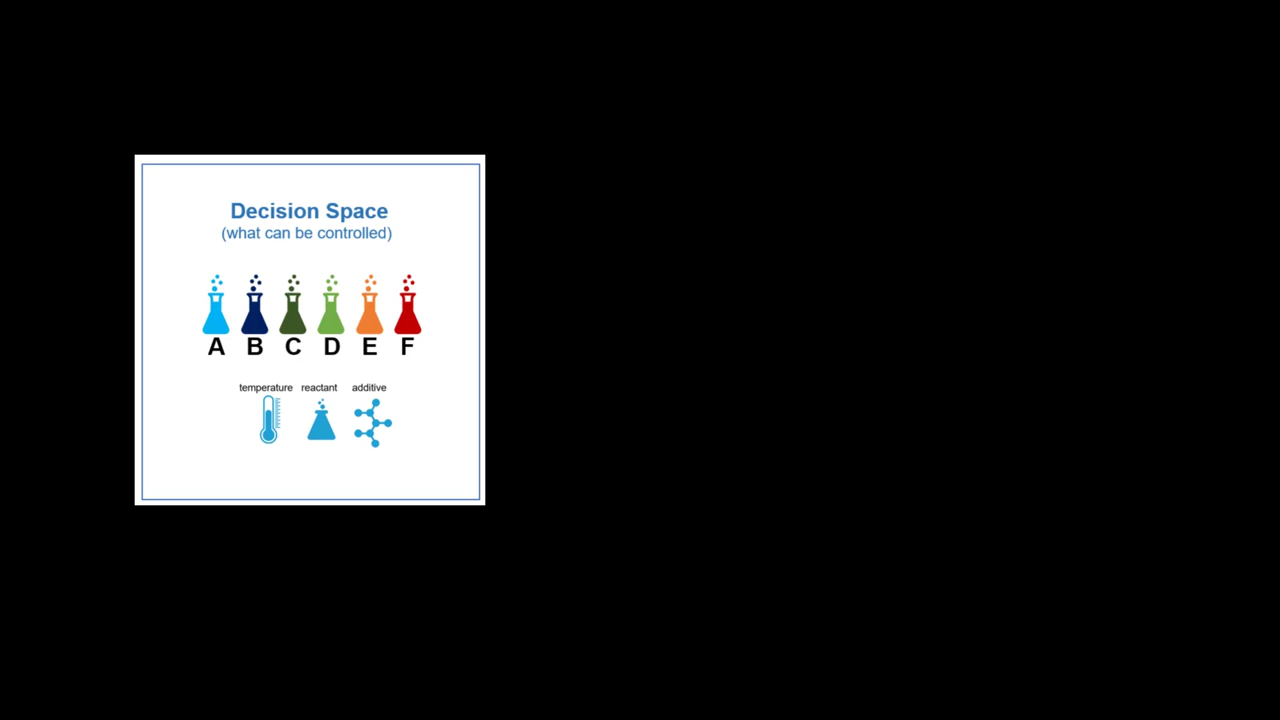 Decision Space
(what can be controlled)
A B C D E F
temperature reactant additive